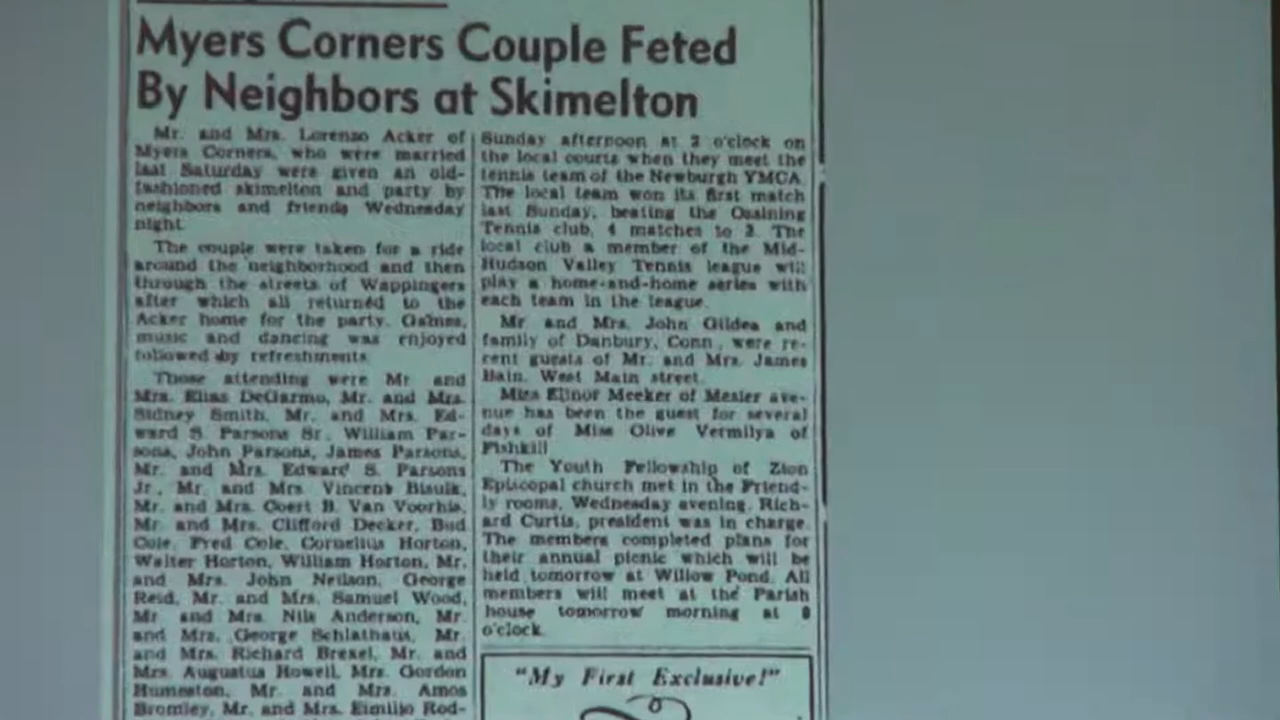 Myers Corners Couple Feted
By Neighbors at Skimelton
Mr. and Mrs. Lorenzo Acker of
Myers Corners, who were married
last Saturday were given an old-
fashioned skimelton and party by
neighbors and friends Wednesday
night.
The couple were taken for a ride
around the neighborhood and then
through the streets of Wappingers
after which all returned to the
Acker home for the party. Games,
music and dancing was enjoyed
followed by refreshments.
Those attending were Mr. and
Mrs. Elias DeGarmo, Mr. and Mrs.
Sidney Smith, Mr. and Mrs. Ed-
ward S. Parsons Sr., William Par-
sons, John Parsons, James Parsons,
Mr. and Mrs. Edward S. Parsons
Jr., Mr. and Mrs. Vincent
Mr. and Mrs. Coert B. Van Voorhis,
Mr. and Mrs. Clifford Decker, Bud
Cole, Fred Cole, Cornelius Horton,
Walter Horton, William Horton, Mr.
and Mrs. John Neilson, George
Reid, Mr. and Mrs. Samuel Wood,
Mr. and Mrs. Nils Anderson, Mr.
and Mrs. George Schlathaus, Mr.
and Mrs. Richard Brexel, Mr. and
Mrs. Augustus Howell, Mrs. Gordon
Humeston, Mr. and Mrs. Amos
Bromley, Mr. and Mrs. Eimilio Rod-
Sunday afternoon at 2 o'clock on
the local courts when they meet the
tennis team of the Newburgh YMCA.
The local team won its first match
last Sunday, beating the Ossining
Tennis club, 4 matches to 3. The
local club a member of the Mid-
Hudson Valley Tennis league will
play a home-and-home series with
each team in the league.
Mr. and Mrs. John Gildea and
family of Danbury, Conn., were re-
cent guests of Mr. and Mrs. James
Bain, West Main street.
Miss Elinor Meeker of Mesier ave-
nue has been the guest for several
days of Miss Olive Vermilya of
Fishkill
The Youth Fellowship of Zion
Episcopal church met in the Friend-
ly rooms, Wednesday evening. Rich-
ard Curtis, president was in charge.
The members completed plans for
their annual picnic which will be
held tomorrow at Willow Pond. All
members will meet at the Parish
house tomorrow morning at
o'clock.
"My First Exclusive!"